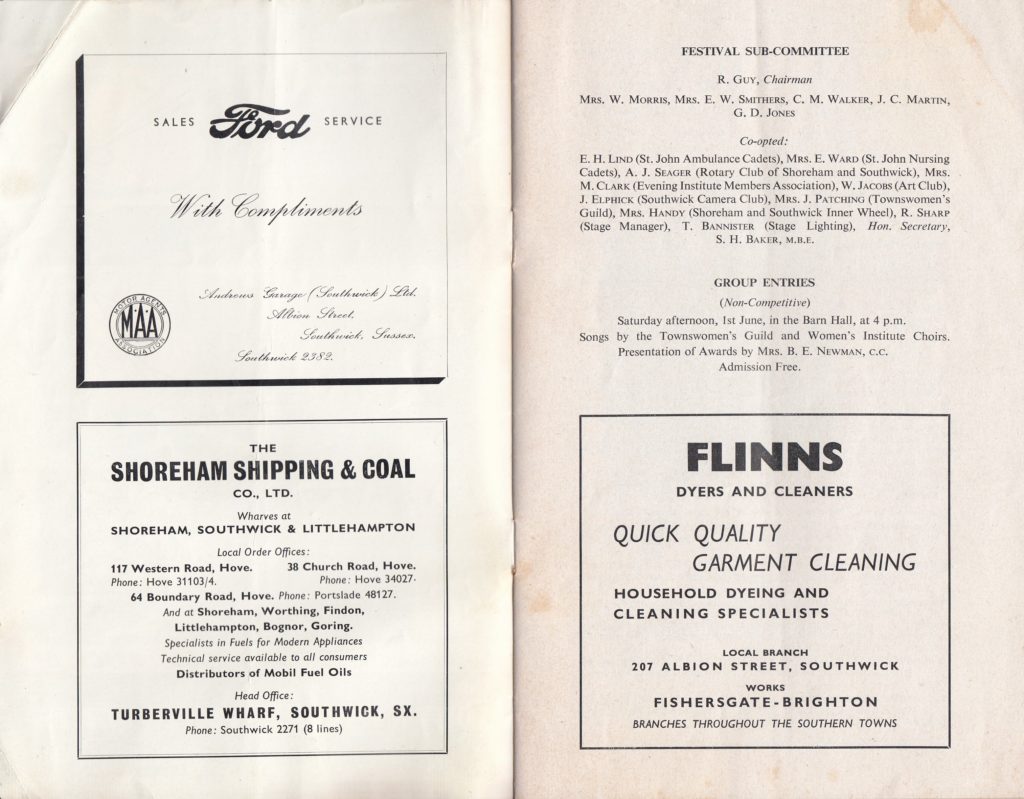 SALES Ford SERVICE
With Compliments
MOTOR AGENTS
MAA
ASSOCIATION
Andrews Garage (Southwick) Ltd.
Albion Street,
Southwick, Sussex.
Southwick 2382.
THE
SHOREHAM SHIPPING & COAL
CO., LTD.
Wharves at
SHOREHAM, SOUTHWICK & LITTLEHAMPTON
Local Order Offices:
117 Western Road, Hove. 38 Church Road, Hove.
Phone: Hove 31103/4. Phone: Hove 34027.
64 Boundary Road, Hove. Phone: Portslade 48127.
And at Shoreham, Worthing, Findon,
Littlehampton, Bognor, Goring.
Specialists in Fuels for Modern Appliances
Technical service available to all consumers
Distributors of Mobil Fuel Oils
Head Office:
TURBERVILLE WHARF, SOUTHWICK, SX.
Phone: Southwick 2271 (8 lines)
FESTIVAL SUB-COMMITTEE
R. GUY, Chairman
MRS. W. MORRIS, MRS. E. W. SMITHERS, C. M. WALKER, J. C. MARTIN,
G. D. JONES
Co-opted:
E. H. LIND (St. John Ambulance Cadets), MRS. E. WARD (St. John Nursing
Cadets), A. J. SEAGER (Rotary Club of Shoreham and Southwick), MRS.
M. CLARK (Evening Institute Members Association), W. JACOBS (Art Club),
J. ELPHICK (Southwick Camera Club), MRS. J. PATCHING (Townswomen's
Guild), MRS. HANDY (Shoreham and Southwick Inner Wheel), R. SHARP
(Stage Manager), T. BANNISTER (Stage Lighting), Hon. Secretary,
S. H. BAKER, M.B.E.
GROUP ENTRIES
(Non-Competitive)
Saturday afternoon, 1st June, in the Barn Hall, at 4 p.m.
Songs by the Townswomen's Guild and Women's Institute Choirs.
Presentation of Awards by MRS. B. E. NEWMAN, C.C.
Admission Free.
FLINNS
DYERS AND CLEANERS
QUICK QUALITY
GARMENT CLEANING
HOUSEHOLD DYEING AND
CLEANING SPECIALISTS
LOCAL BRANCH
207 ALBION STREET, SOUTHWICK
WORKS
FISHERSGATE-BRIGHTON
BRANCHES THROUGHOUT THE SOUTHERN TOWNS